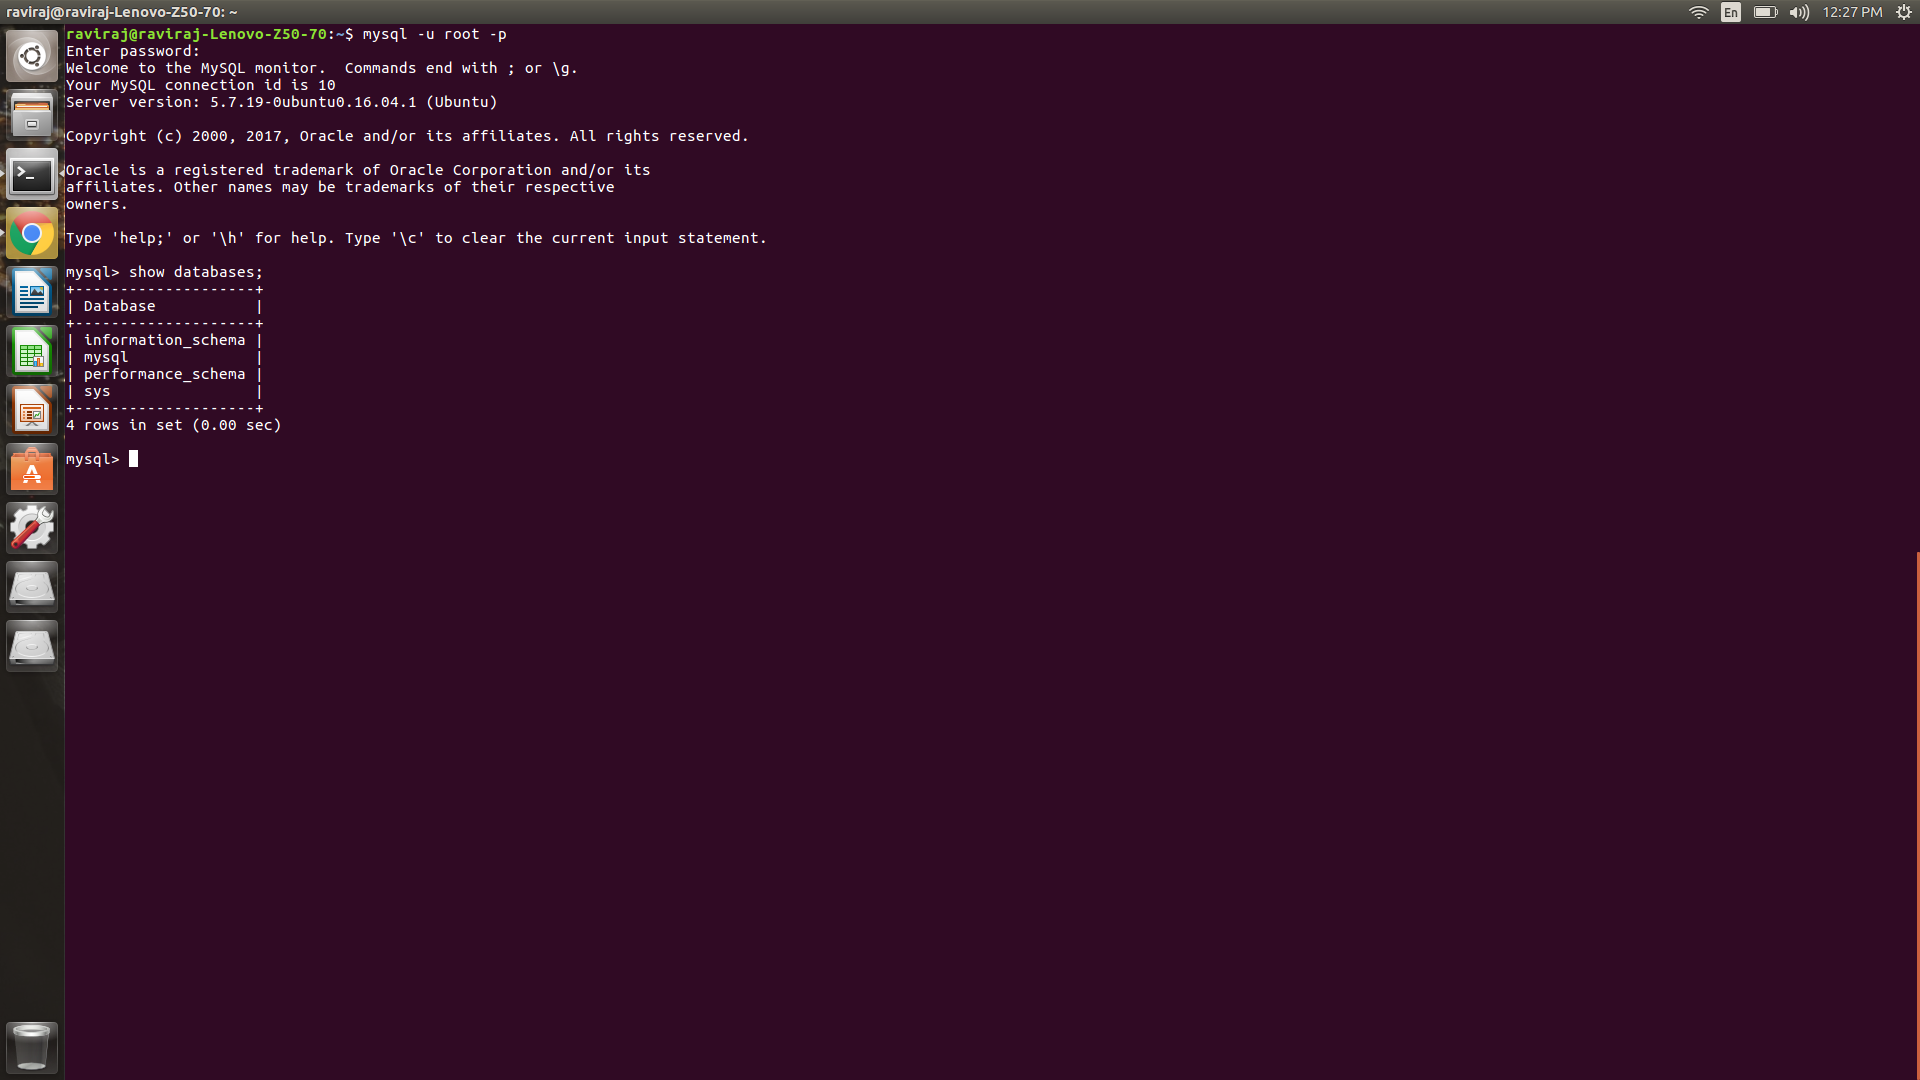 raviraj@raviraj-Lenovo-Z50-70: ~
En
12:27 PM
raviraj@raviraj-Lenovo-Z50-70:~$ mysql -u root -p
Enter password:
Welcome to the MySQL monitor.  Commands end with ; or \g.
Your MySQL connection id is 10
Server version: 5.7.19-0ubuntu0.16.04.1 (Ubuntu)
Copyright (c) 2000, 2017, Oracle and/or its affiliates. All rights reserved.
Oracle is a registered trademark of Oracle Corporation and/or its
affiliates. Other names may be trademarks of their respective
owners.
Type 'help;' or '\h' for help. Type '\c' to clear the current input statement.
mysql> show databases;
+--------------------+
| Database           |
+--------------------+
| information_schema |
| mysql              |
| performance_schema |
| sys                |
+--------------------+
4 rows in set (0.00 sec)
mysql>